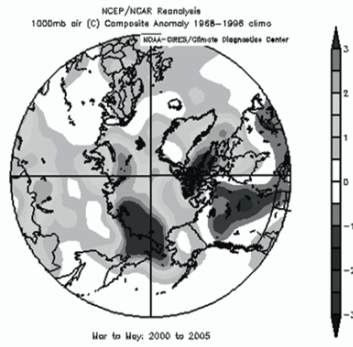 NCEP/NCAR Reanalysis
1000mb air (C) Composite Anomaly 1968-1996 climo
NOAA-CIRES/Climate Diagnostics Center
3
2
1
0
-1
-2
-3
Mar to May: 2000 to 2005